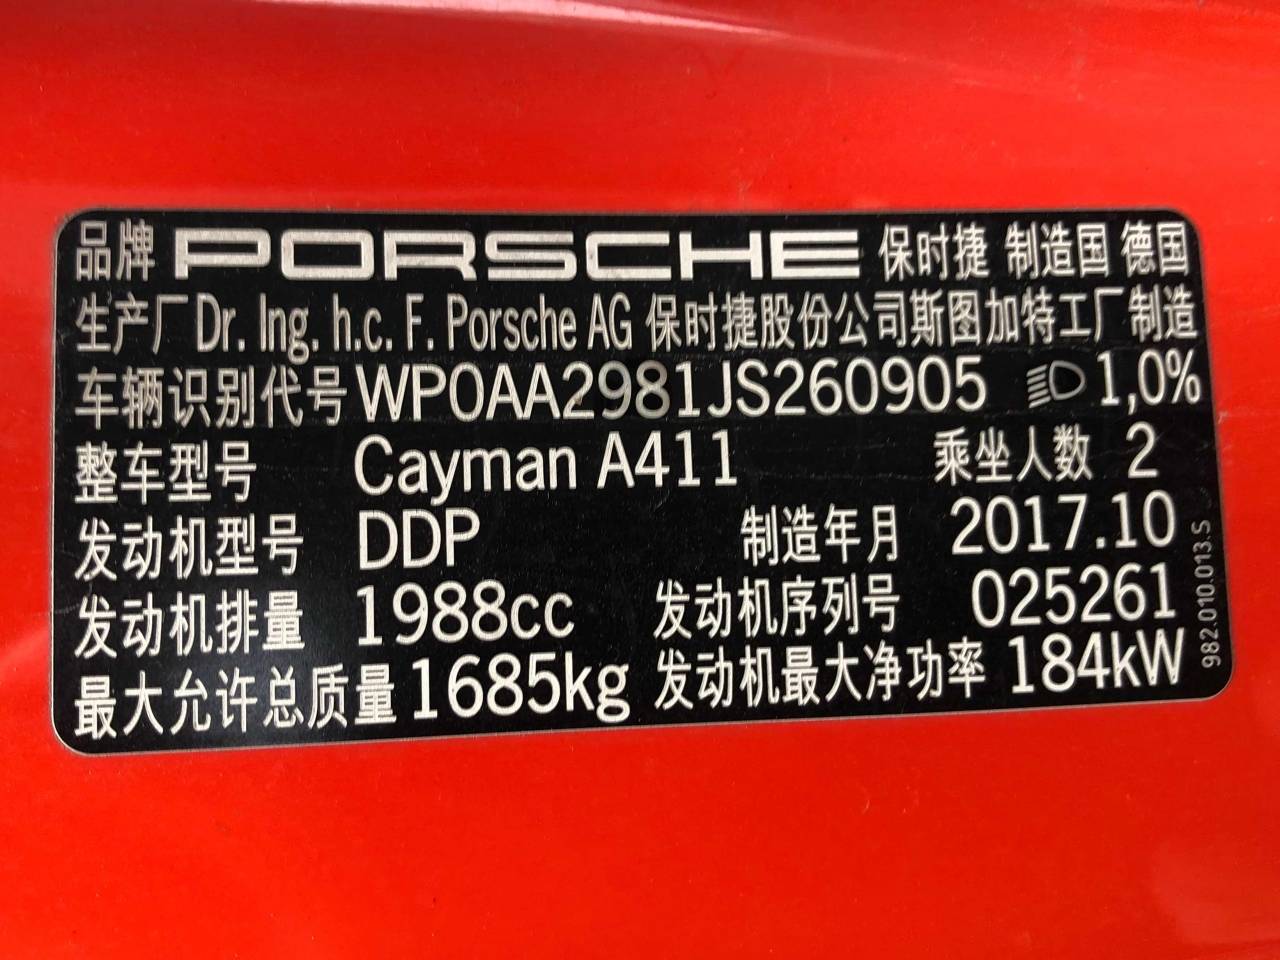 品牌 PORSCHE 保时捷 制造国 德国
生产厂 Dr. Ing. h.c. F. Porsche AG 保时捷股份公司斯图加特工厂制造
车辆识别代号 WP0AA2981JS260905 1,0%
整车型号 Cayman A411 乘坐人数 2
发动机型号 DDP 制造年月 2017.10
发动机排量 1988cc 发动机序列号 025261
最大允许总质量 1685kg 发动机最大净功率 184kW
982.010.013.S